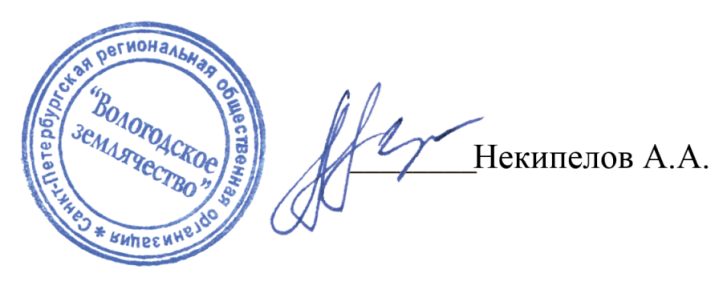 Санкт-Петербургская региональная общественная организация *
"Вологодское
землячество"
Некипелов А.А.